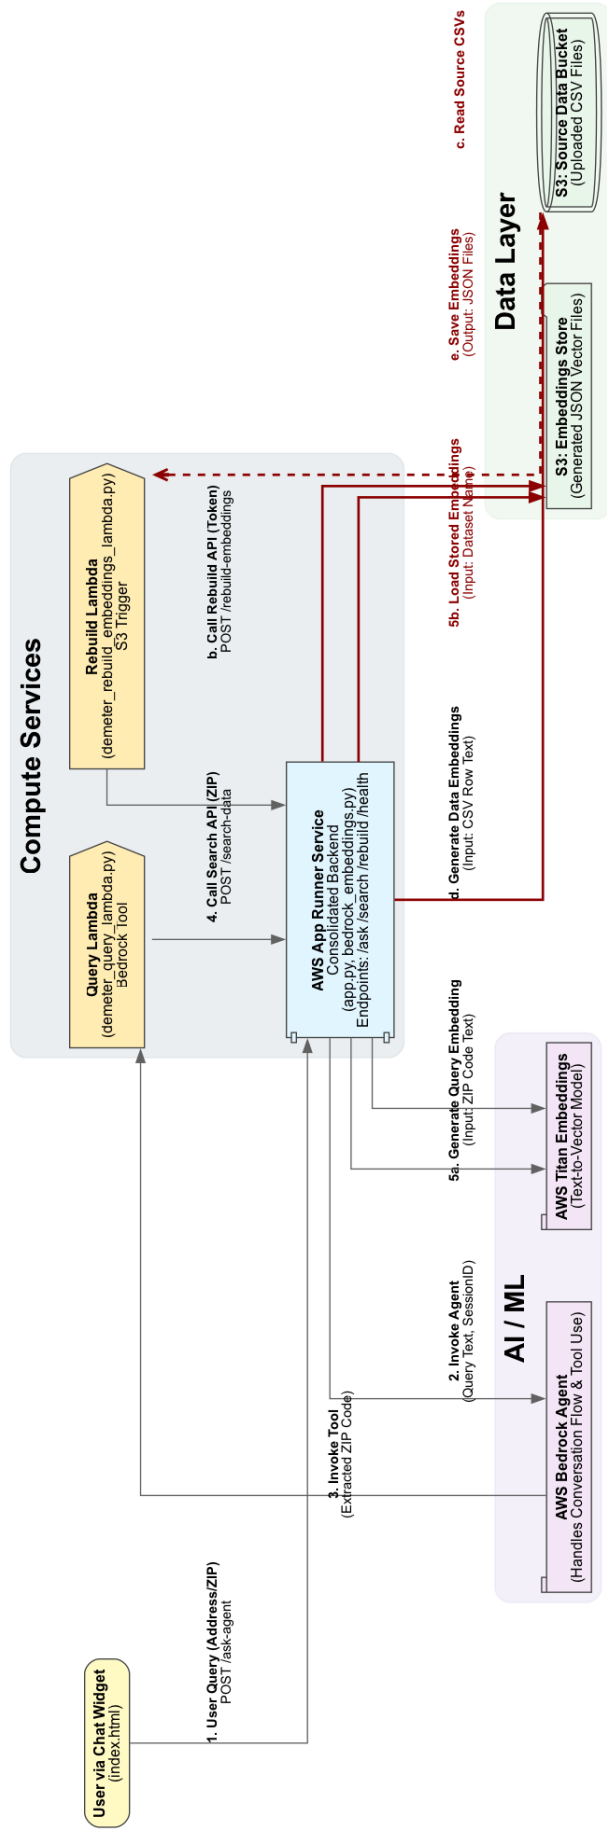 User via Chat Widget
(index.html)
1. User Query (Address/ZIP)
POST /ask-agent
Compute Services
Query Lambda
(demeter_query_lambda.py)
Bedrock Tool
Rebuild Lambda
(demeter_rebuild_embeddings_lambda.py)
S3 Trigger
4. Call Search API (ZIP)
POST /search-data
b. Call Rebuild API (Token)
POST /rebuild-embeddings
AWS App Runner Service
Consolidated Backend
(app.py, bedrock_embeddings.py)
Endpoints: /ask /search /rebuild /health
3. Invoke Tool
(Extracted ZIP Code)
2. Invoke Agent
(Query Text, SessionID)
5a. Generate Query Embedding
(Input: ZIP Code Text)
d. Generate Data Embeddings
(Input: CSV Row Text)
5b. Load Stored Embeddings
(Input: Dataset Name)
e. Save Embeddings
(Output: JSON Files)
c. Read Source CSVs
AI / ML
AWS Bedrock Agent
(Handles Conversation Flow & Tool Use)
AWS Titan Embeddings
(Text-to-Vector Model)
Data Layer
S3: Embeddings Store
(Generated JSON Vector Files)
S3: Source Data Bucket
(Uploaded CSV Files)